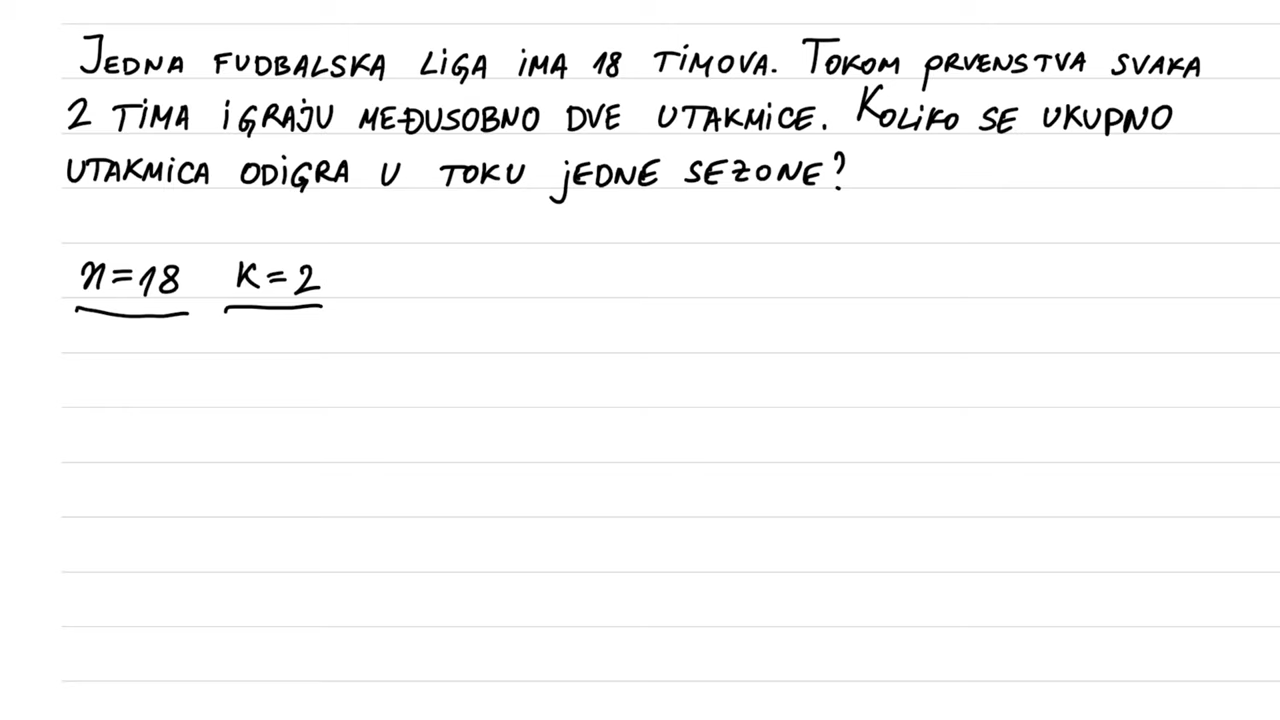 JEDNA FUDBALSKA LIGA IMA 18 TIMOVA. TOKOM PRVENSTVA SVAKA
2 TIMA IGRAJU MEĐUSOBNO DVE UTAKMICE. KOLIKO SE UKUPNO
UTAKMICA ODIGRA U TOKU JEDNE SEZONE?
n=18 K=2